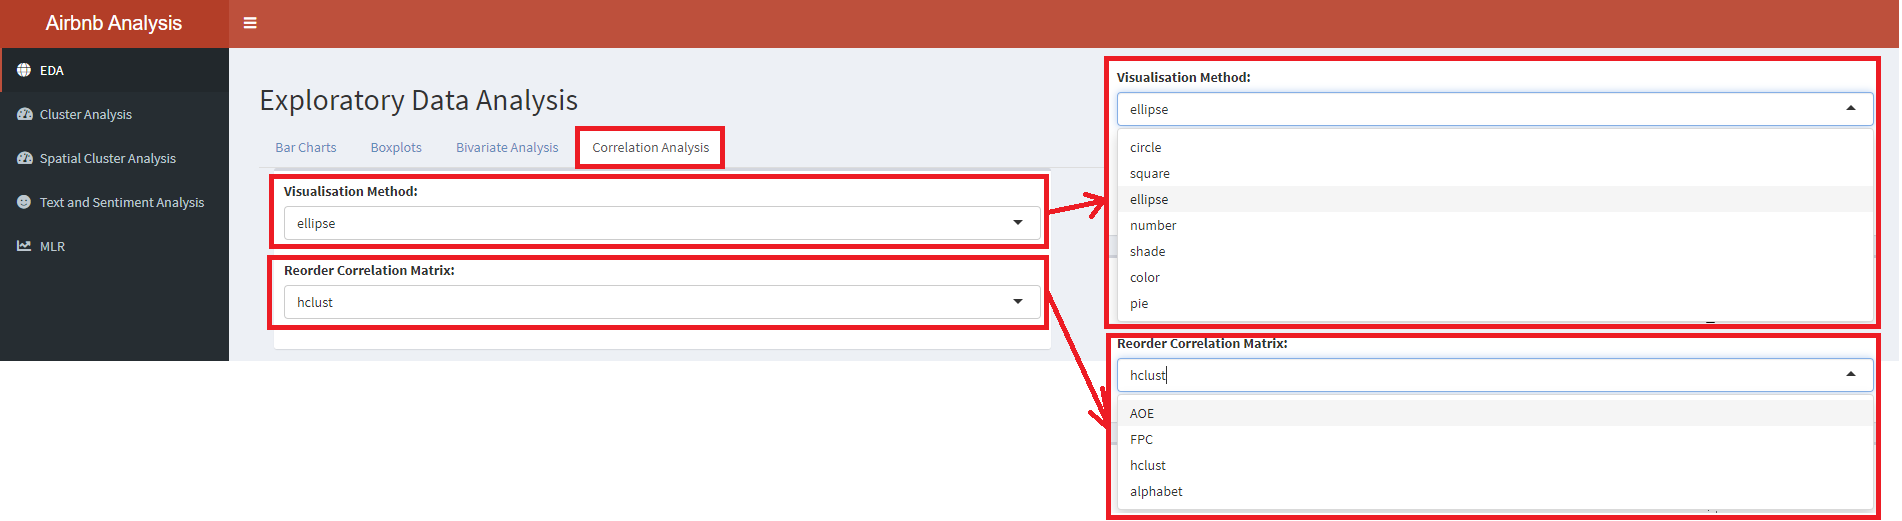 Airbnb Analysis
EDA
Cluster Analysis
Spatial Cluster Analysis
Text and Sentiment Analysis
MLR
Exploratory Data Analysis
Bar Charts Boxplots Bivariate Analysis Correlation Analysis
Visualisation Method:
ellipse
Reorder Correlation Matrix:
hclust
Visualisation Method:
ellipse
circle
square
ellipse
number
shade
color
pie
Reorder Correlation Matrix:
hclust
AOE
FPC
hclust
alphabet